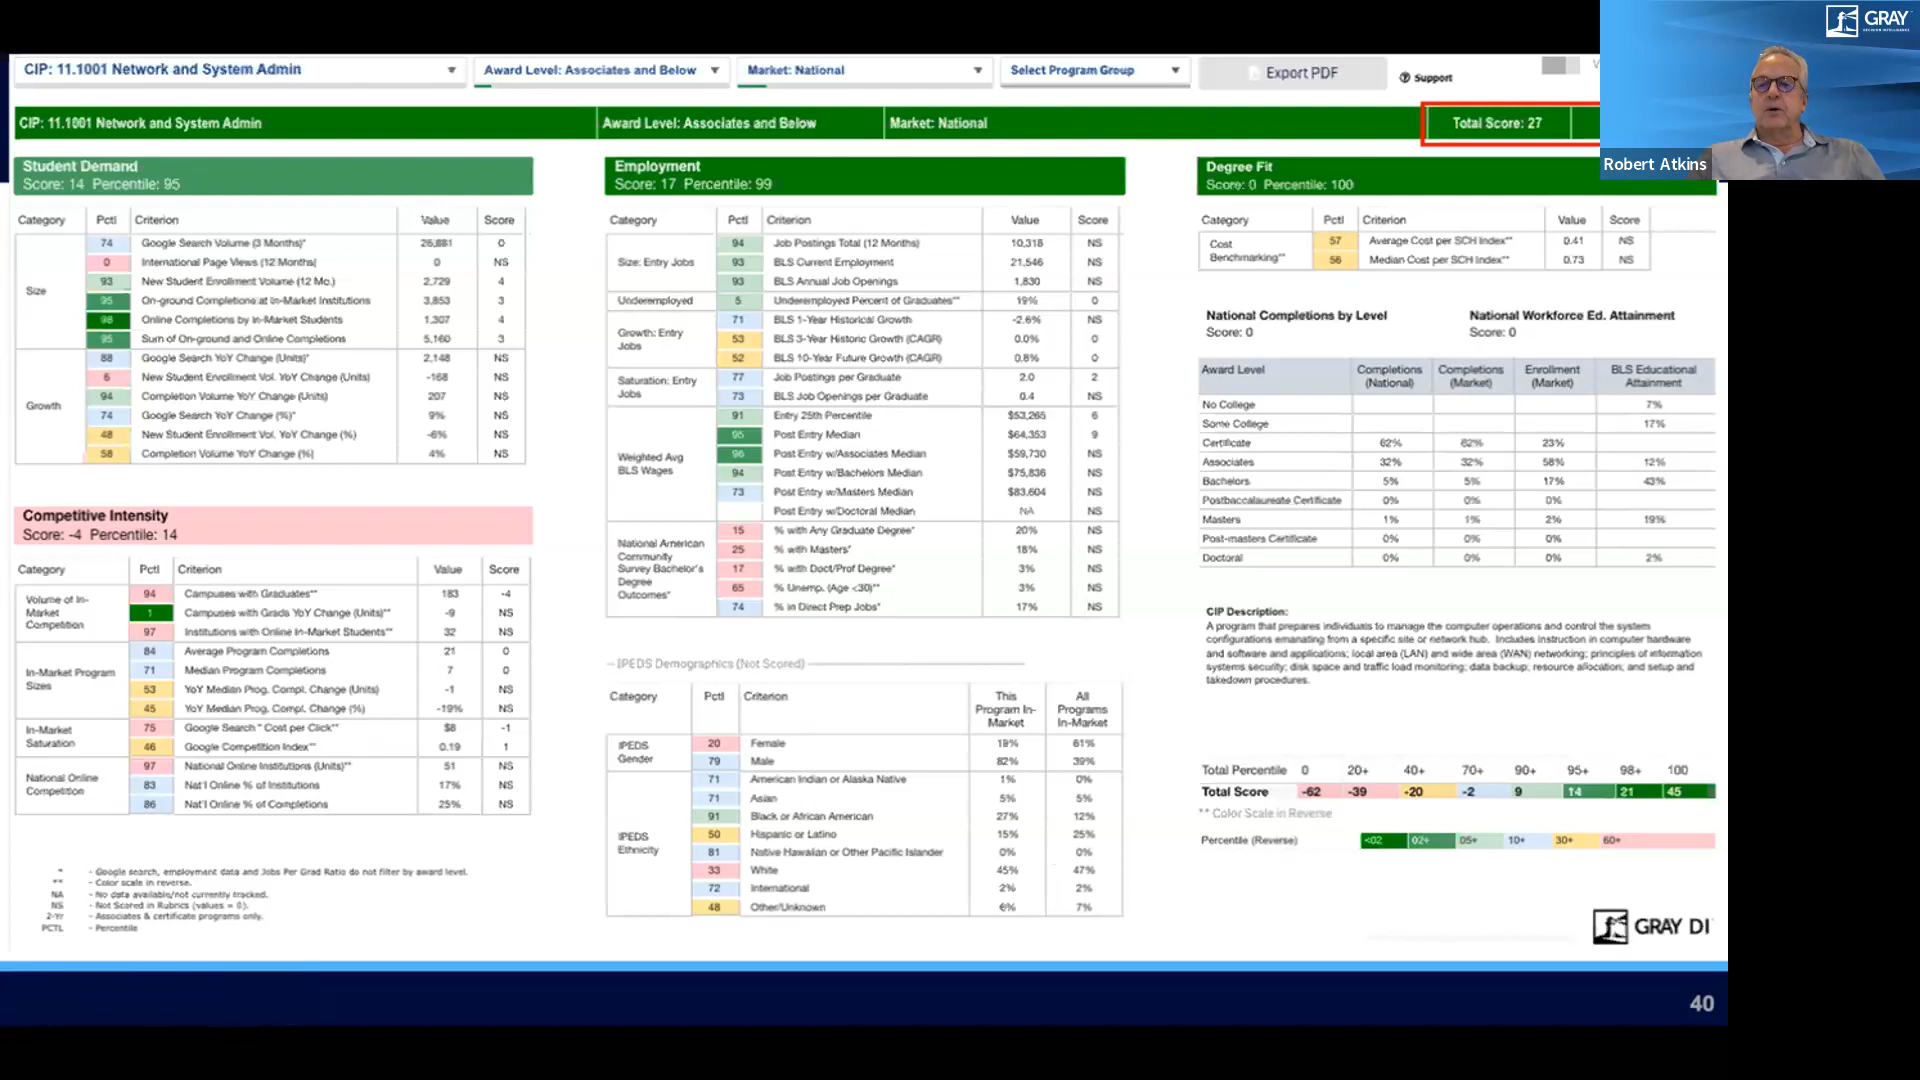 GRAY
Robert Atkins
CIP: 11.1001 Network and System Admin
Award Level: Associates and Below
Market: National
Select Program Group
Export PDF
Support
CIP: 11.1001 Network and System Admin
Award Level: Associates and Below
Market: National
Total Score: 27
Student Demand
Score: 14 Percentile: 95
Category Pctl Criterion Value Score
Size
74 Google Search Volume (3 Months)* 26,881 0
0 International Page Views (12 Months) 0 NS
93 New Student Enrollment Volume (12 Mo.) 2,729 4
95 On-ground Completions at In-Market Institutions 3,853 3
98 Online Completions by In-Market Students 1,307 4
95 Sum of On-ground and Online Completions 5,160 3
Growth
88 Google Search YoY Change (Units)* 2,148 NS
6 New Student Enrollment Vol. YoY Change (Units) -168 NS
94 Completion Volume YoY Change (Units) 207 NS
74 Google Search YoY Change (%)* 9% NS
48 New Student Enrollment Vol. YoY Change (%) -6% NS
58 Completion Volume YoY Change (%) 4% NS
Competitive Intensity
Score: -4 Percentile: 14
Category Pctl Criterion Value Score
Volume of In-
Market
Competition
94 Campuses with Graduates** 183 -4
1 Campuses with Grads YoY Change (Units)** -9 NS
97 Institutions with Online In-Market Students** 32 NS
In-Market Program
Sizes
84 Average Program Completions 21 0
71 Median Program Completions 7 0
53 YoY Median Prog. Compl. Change (Units) -1 NS
45 YoY Median Prog. Compl. Change (%) -19% NS
In-Market
Saturation
75 Google Search * Cost per Click** $8 -1
46 Google Competition Index** 0.19 1
National Online
Competition
97 National Online Institutions (Units)** 51 NS
83 Nat'l Online % of Institutions 17% NS
86 Nat'l Online % of Completions 25% NS
* - Google search, employment data and Jobs Per Grad Ratio do not filter by award level.
** - Color scale in reverse.
NA - No data available/not currently tracked.
NS - Not Scored in Rubrics (values = 0).
2-Yr - Associates & certificate programs only.
PCTL - Percentile
Employment
Score: 17 Percentile: 99
Category Pctl Criterion Value Score
Size: Entry Jobs
94 Job Postings Total (12 Months) 10,318 NS
93 BLS Current Employment 21,546 NS
93 BLS Annual Job Openings 1,830 NS
Underemployed 5 Underemployed Percent of Graduates** 19% 0
Growth: Entry
Jobs
71 BLS 1-Year Historical Growth -2.6% NS
53 BLS 3-Year Historic Growth (CAGR) 0.0% 0
52 BLS 10-Year Future Growth (CAGR) 0.8% 0
Saturation: Entry
Jobs
77 Job Postings per Graduate 2.0 2
73 BLS Job Openings per Graduate 0.4 NS
Weighted Avg
BLS Wages
91 Entry 25th Percentile $53,265 6
95 Post Entry Median $64,353 9
96 Post Entry w/Associates Median $59,730 NS
94 Post Entry w/Bachelors Median $75,836 NS
73 Post Entry w/Masters Median $83,604 NS
Post Entry w/Doctoral Median NA NS
National American
Community
Survey Bachelor's
Degree
Outcomes*
15 % with Any Graduate Degree* 20% NS
25 % with Masters* 18% NS
17 % with Doct/Prof Degree* 3% NS
65 % Unemp. (Age <30)** 3% NS
74 % in Direct Prep Jobs* 17% NS
IPEDS Demographics (Not Scored)
Category Pctl Criterion This Program In-Market All Programs In-Market
IPEDS
Gender
20 Female 18% 61%
79 Male 82% 39%
IPEDS
Ethnicity
71 American Indian or Alaska Native 1% 0%
71 Asian 5% 5%
91 Black or African American 27% 12%
50 Hispanic or Latino 15% 25%
81 Native Hawaiian or Other Pacific Islander 0% 0%
33 White 45% 47%
72 International 2% 2%
48 Other/Unknown 6% 7%
Degree Fit
Score: 0 Percentile: 100
Category Pctl Criterion Value Score
Cost
Benchmarking**
57 Average Cost per SCH Index** 0.41 NS
56 Median Cost per SCH Index** 0.73 NS
National Completions by Level
Score: 0
National Workforce Ed. Attainment
Score: 0
Award Level Completions (National) Completions (Market) Enrollment (Market) BLS Educational Attainment
No College 7%
Some College 17%
Certificate 62% 62% 23%
Associates 32% 32% 58% 12%
Bachelors 5% 5% 17% 43%
Postbaccalaureate Certificate 0% 0% 0%
Masters 1% 1% 2% 19%
Post-masters Certificate 0% 0% 0%
Doctoral 0% 0% 0% 2%
CIP Description:
A program that prepares individuals to manage the computer operations and control the system
configurations emanating from a specific site or network hub. Includes instruction in computer hardware
and software and applications; local area (LAN) and wide area (WAN) networking; principles of information
systems security; disk space and traffic load monitoring; data backup; resource allocation; and setup and
takedown procedures.
Total Percentile 0 20+ 40+ 70+ 90+ 95+ 98+ 100
Total Score -62 -39 -20 -2 9 14 21 45
** Color Scale in Reverse
Percentile (Reverse) <02 02+ 05+ 10+ 30+ 60+
GRAY DI
40